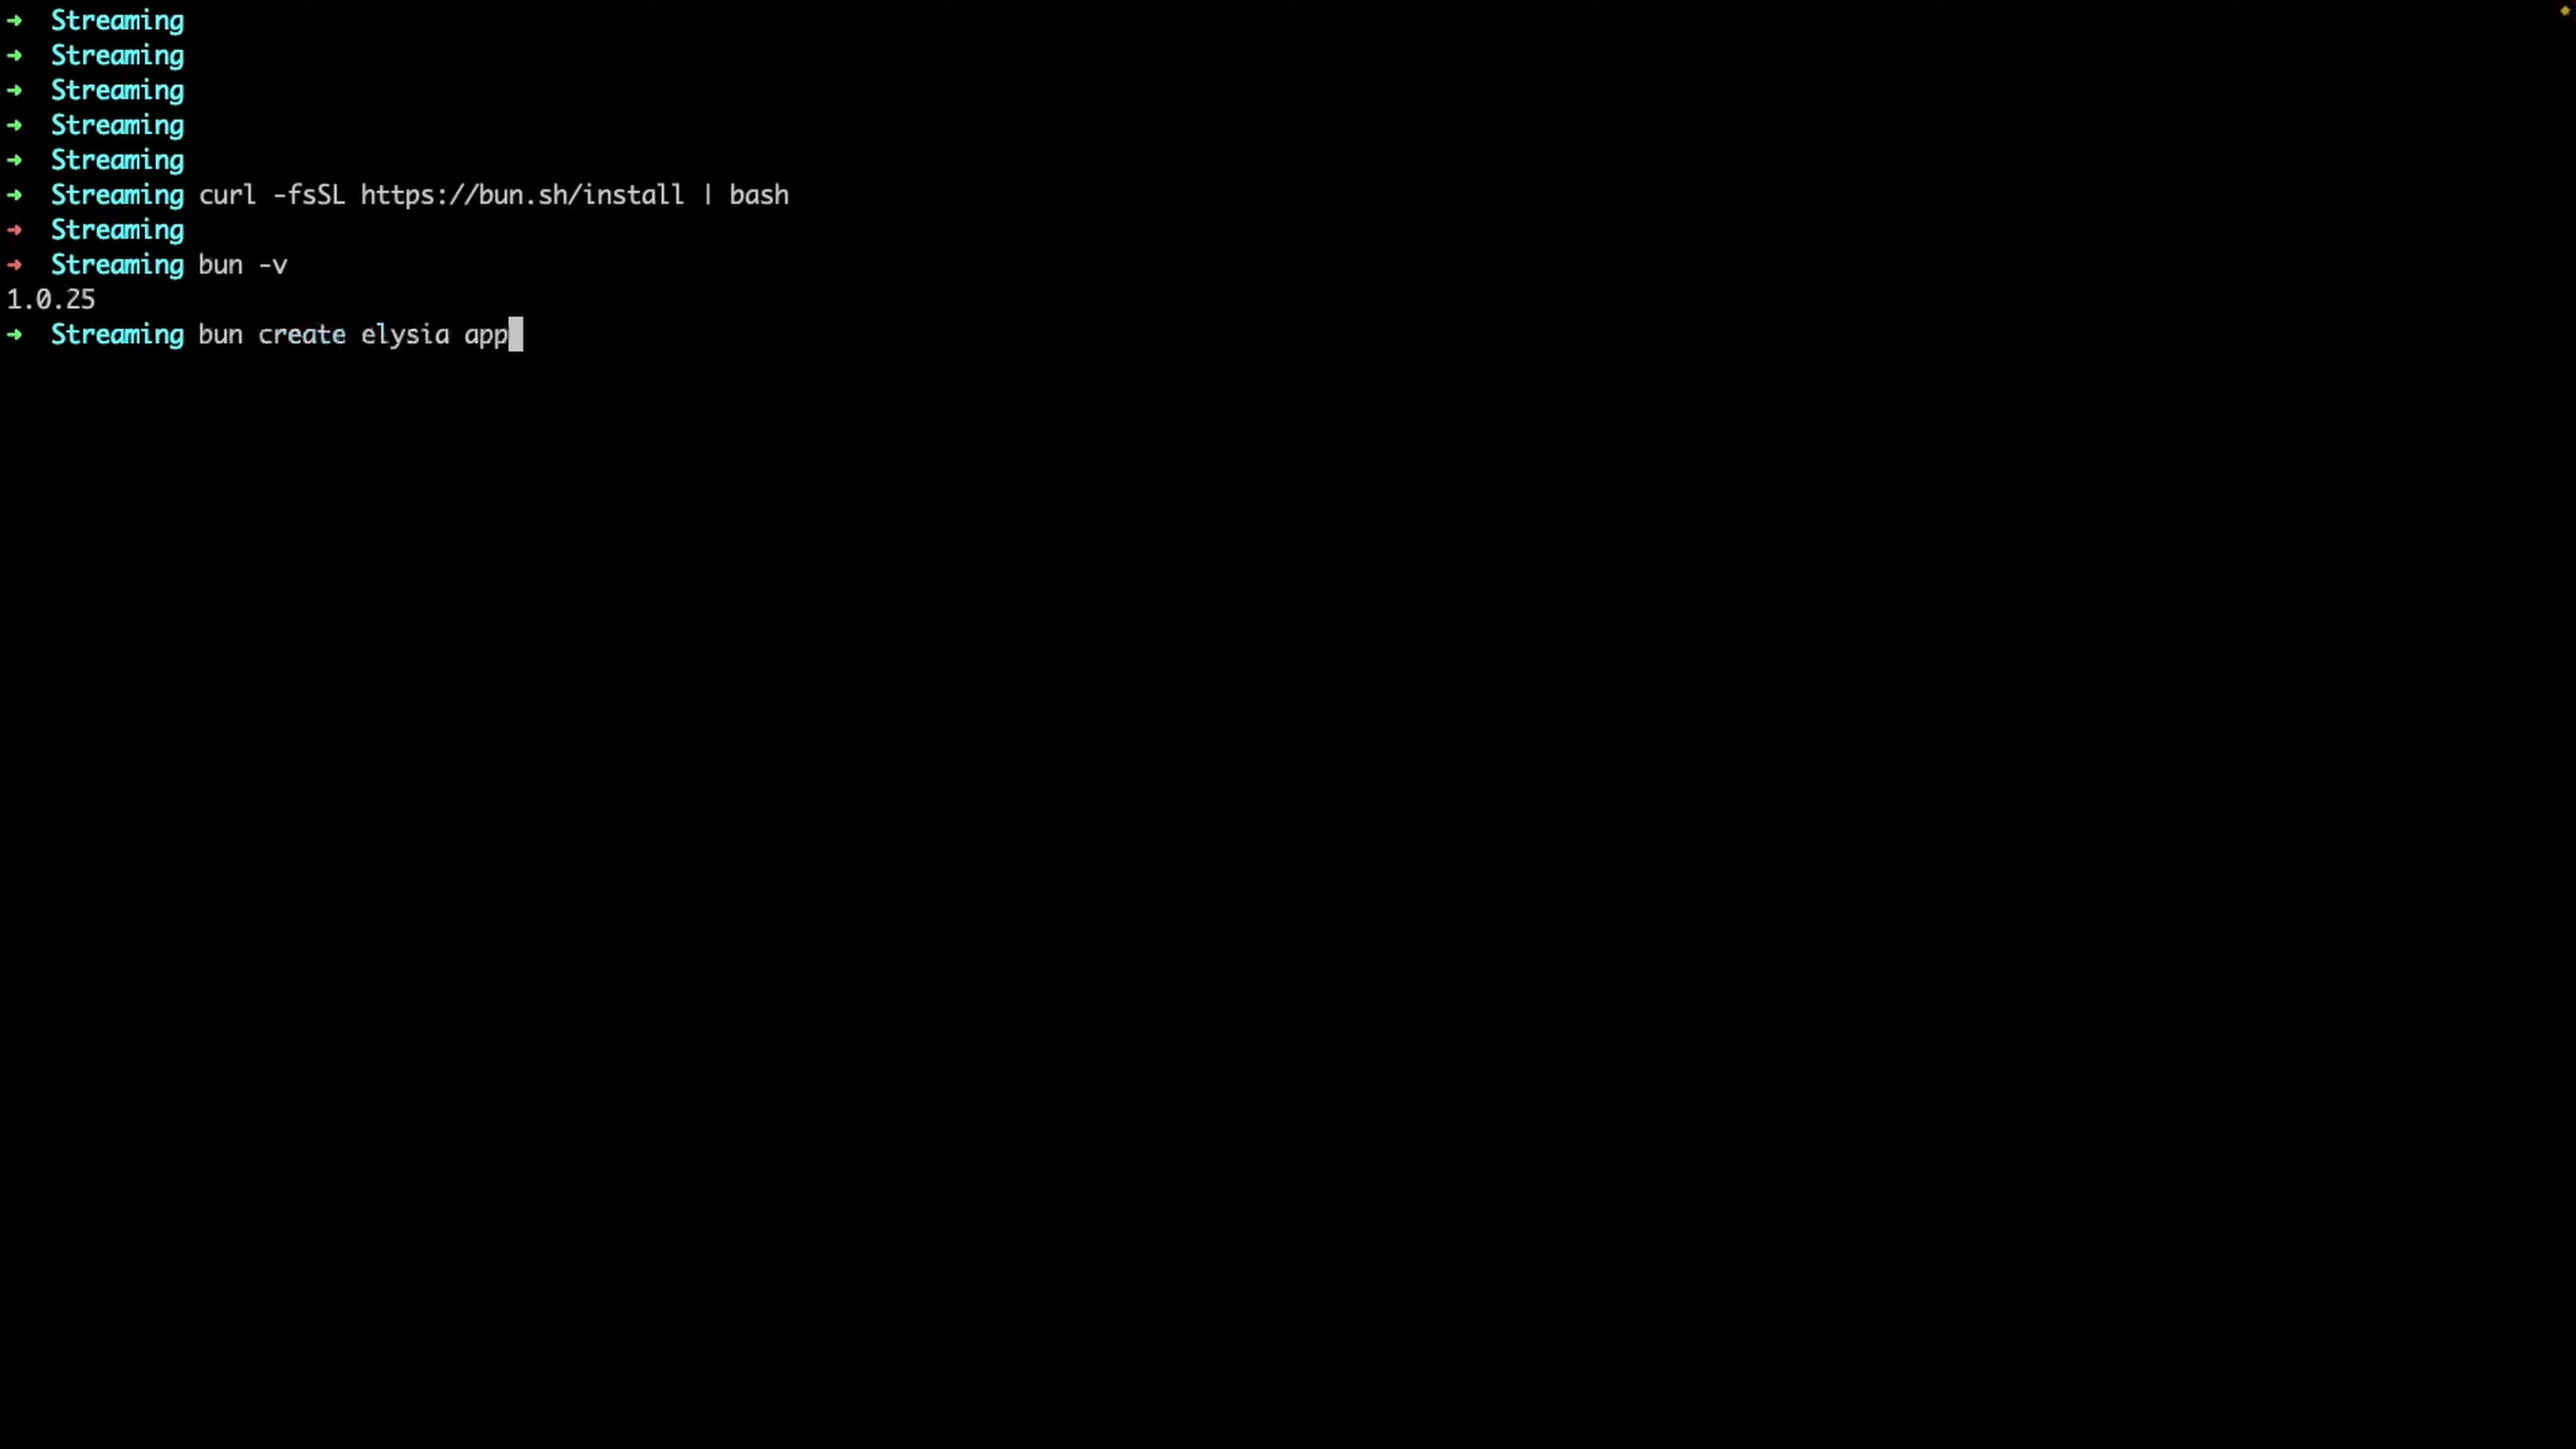 ➜  Streaming
➜  Streaming
➜  Streaming
➜  Streaming
➜  Streaming
➜  Streaming curl -fsSL https://bun.sh/install | bash
➜  Streaming
➜  Streaming bun -v
1.0.25
➜  Streaming bun create elysia app